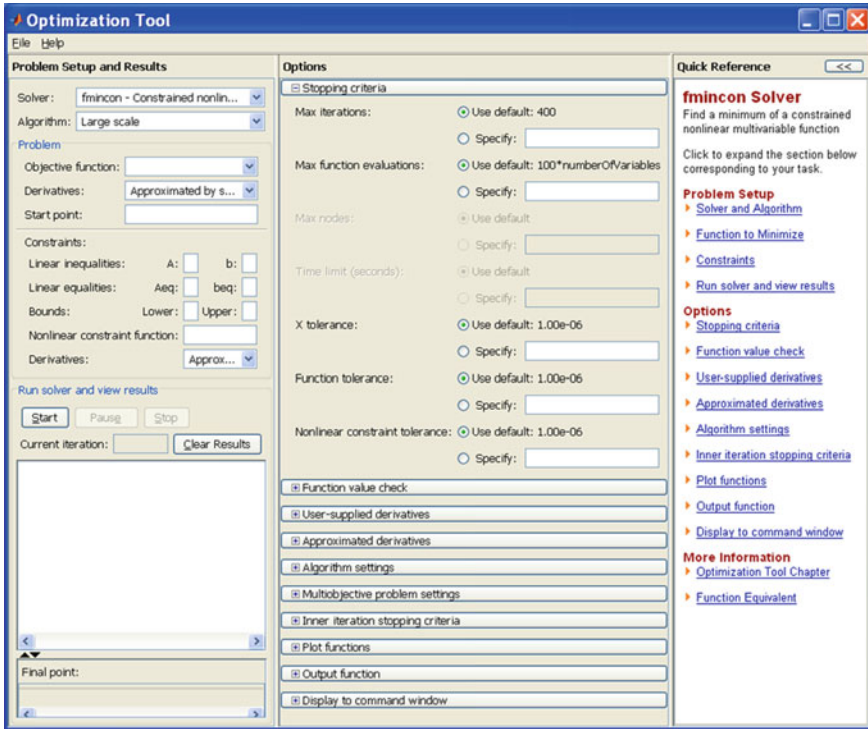 Optimization Tool
File Help
Problem Setup and Results
Solver: fmincon - Constrained nonlin...
Algorithm: Large scale
Problem
Objective function:
Derivatives: Approximated by s...
Start point:
Constraints:
Linear inequalities: A: b:
Linear equalities: Aeq: beq:
Bounds: Lower: Upper:
Nonlinear constraint function:
Derivatives: Approx...
Run solver and view results
Start Pause Stop
Current iteration: Clear Results
Final point:
Options
Stopping criteria
Max iterations: Use default: 400
Specify:
Max function evaluations: Use default: 100*numberOfVariables
Specify:
Max nodes: Use default
Specify:
Time limit (seconds): Use default
Specify:
X tolerance: Use default: 1.00e-06
Specify:
Function tolerance: Use default: 1.00e-06
Specify:
Nonlinear constraint tolerance: Use default: 1.00e-06
Specify:
Function value check
User-supplied derivatives
Approximated derivatives
Algorithm settings
Multiobjective problem settings
Inner iteration stopping criteria
Plot functions
Output function
Display to command window
Quick Reference <<
fmincon Solver
Find a minimum of a constrained
nonlinear multivariable function
Click to expand the section below
corresponding to your task.
Problem Setup
Solver and Algorithm
Function to Minimize
Constraints
Run solver and view results
Options
Stopping criteria
Function value check
User-supplied derivatives
Approximated derivatives
Algorithm settings
Inner iteration stopping criteria
Plot functions
Output function
Display to command window
More Information
Optimization Tool Chapter
Function Equivalent